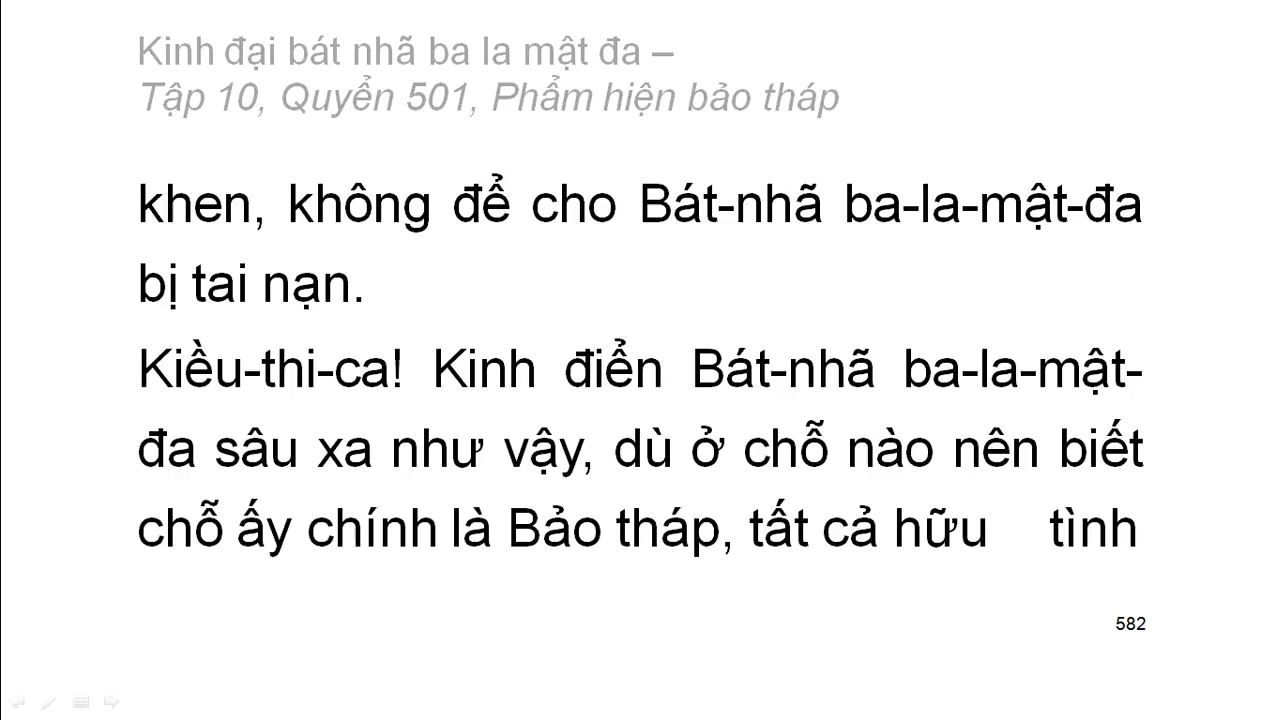 Kinh đại bát nhã ba la mật đa –
Tập 10, Quyển 501, Phẩm hiện bảo tháp
khen, không để cho Bát-nhã ba-la-mật-đa
bị tai nạn.
Kiều-thi-ca! Kinh điển Bát-nhã ba-la-mật-
đa sâu xa như vậy, dù ở chỗ nào nên biết
chỗ ấy chính là Bảo tháp, tất cả hữu tình
582